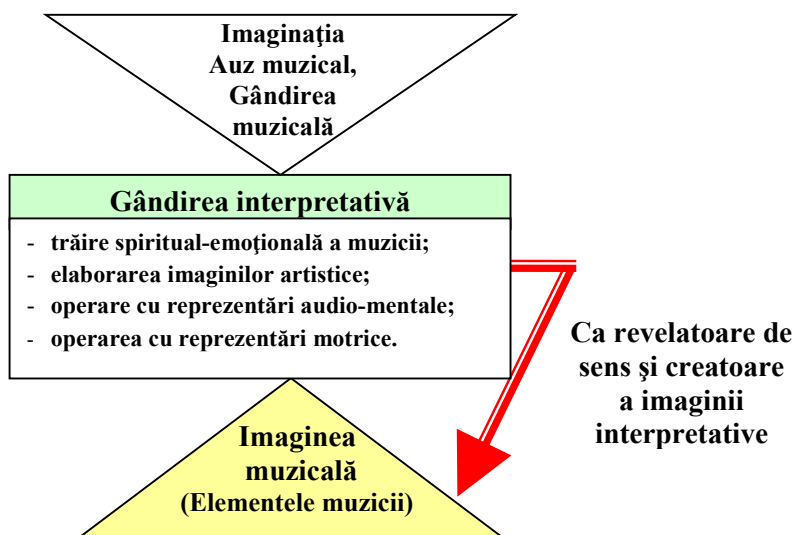 Imaginaţia
Auz muzical,
Gândirea
muzicală
Gândirea interpretativă
- trăire spiritual-emoţională a muzicii;
- elaborarea imaginilor artistice;
- operare cu reprezentări audio-mentale;
- operarea cu reprezentări motrice.
Ca revelatoare de
sens şi creatoare
a imaginii
interpretative
Imaginea
muzicală
(Elementele muzicii)